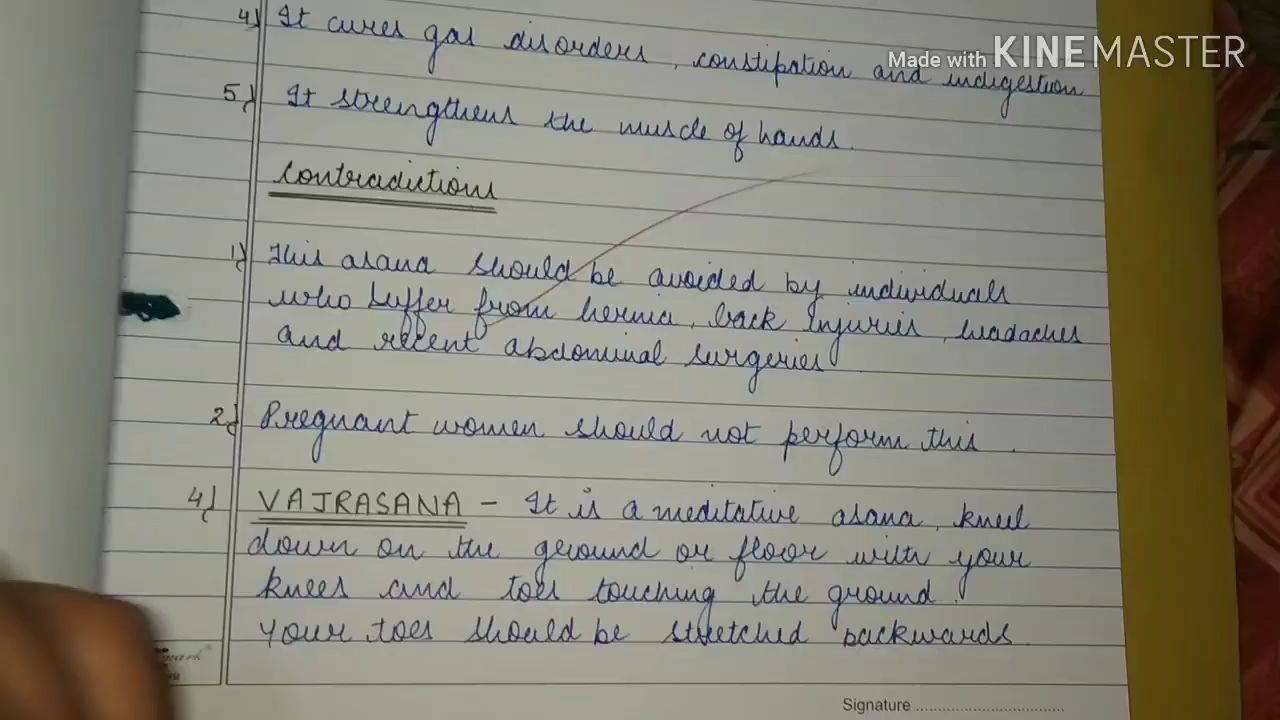 4) It cures gas disorders, constipation and indigestion
Made with KINEMASTER
5) It strengthens the muscle of hands.
Contradictions
1) This asana should be avoided by individuals
who suffer from hernia, back Injuries, headaches
and recent abdominal surgeries
2) Pregnant women should not perform this.
4) VAJRASANA - It is a meditative asana, kneel
down on the ground or floor with your
knees and toes touching the ground.
Your toes should be stretched backwards.
Signature